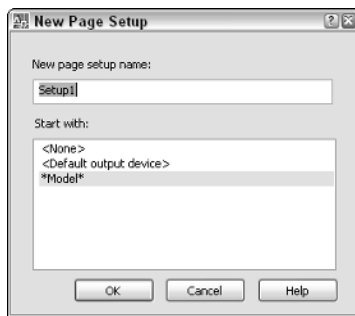 New Page Setup
New page setup name:
Setup1
Start with:
<None>
<Default output device>
*Model*
OK Cancel Help